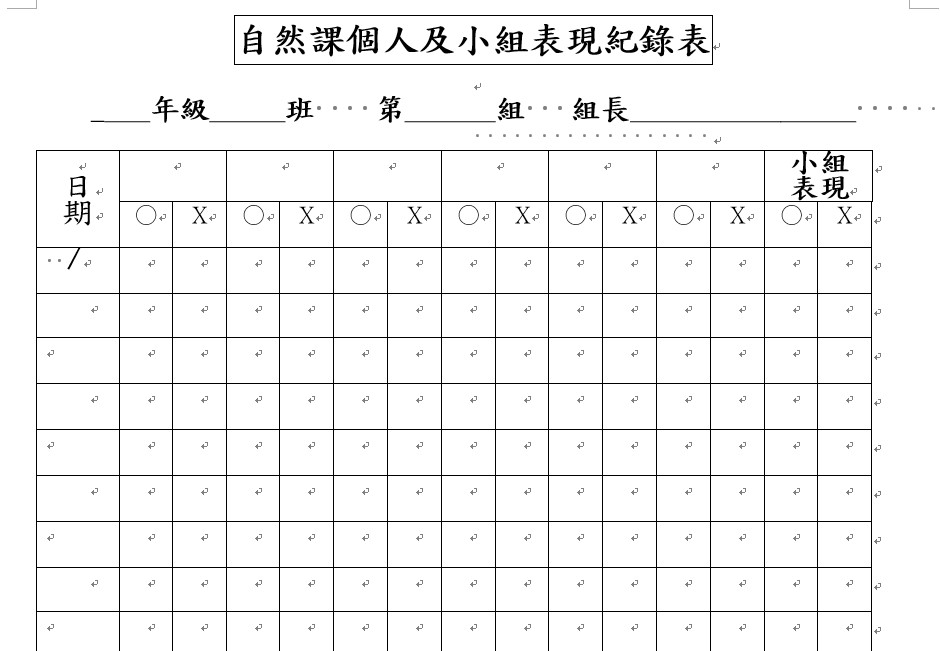 自然課個人及小組表現紀錄表
_____年級_____班 第______組 組長_______________
日期 小組表現
○ X ○ X ○ X ○ X ○ X ○ X ○ X
/